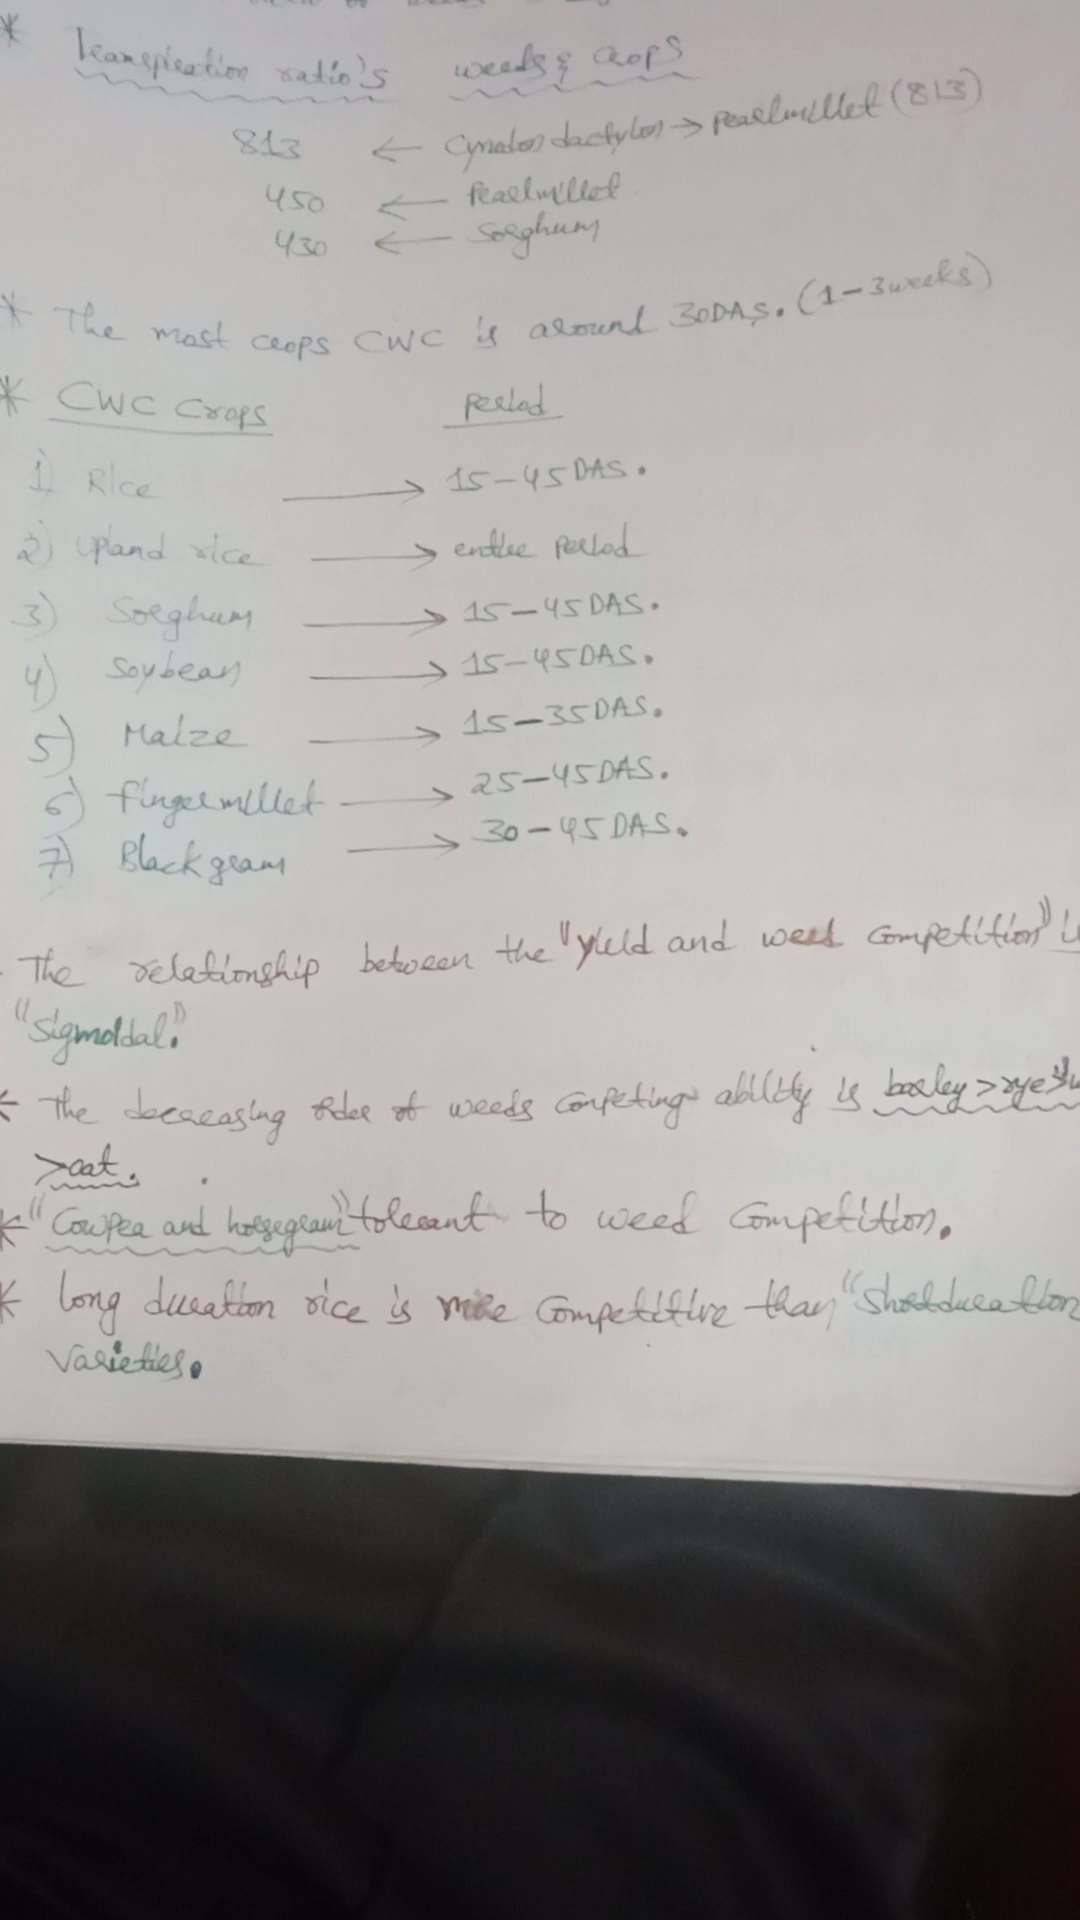 * Transpiration ratio's weeds & crops
813 ← Cynodon dactylon → pearlmillet (813)
450 ← Pearlmillet
430 ← Sorghum
* The most crops CWC is around 30DAS. (1-3weeks)
* CWC Crops Period
1) Rice → 15-45 DAS.
2) upland rice → entire period
3) Sorghum → 15-45 DAS.
4) Soybean → 15-45 DAS.
5) Maize → 15-35 DAS.
6) fingermillet → 25-45 DAS.
7) Blackgram → 30-45 DAS.
- The relationship between the "yield and weed competition" is
"Sigmoidal."
* The decreasing order of weeds competing ability is barley > rye >
> oat.
* "Cowpea and horsegram" tolerant to weed Competition.
* long duration rice is more Competitive than "Shortduration
Varieties.